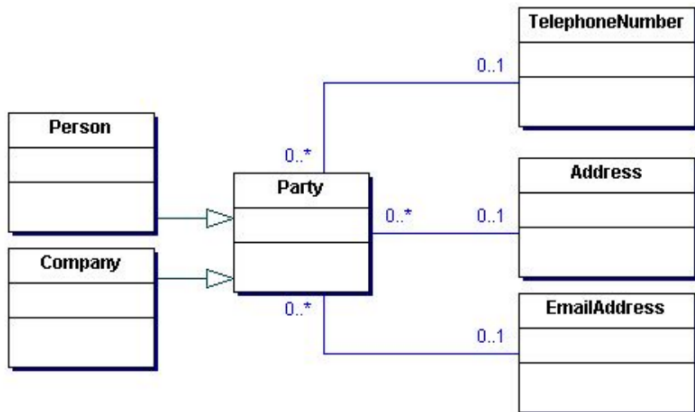 TelephoneNumber
0..1
Person
0..*
Party
Address
0..*
0..1
Company
0..*
EmailAddress
0..1